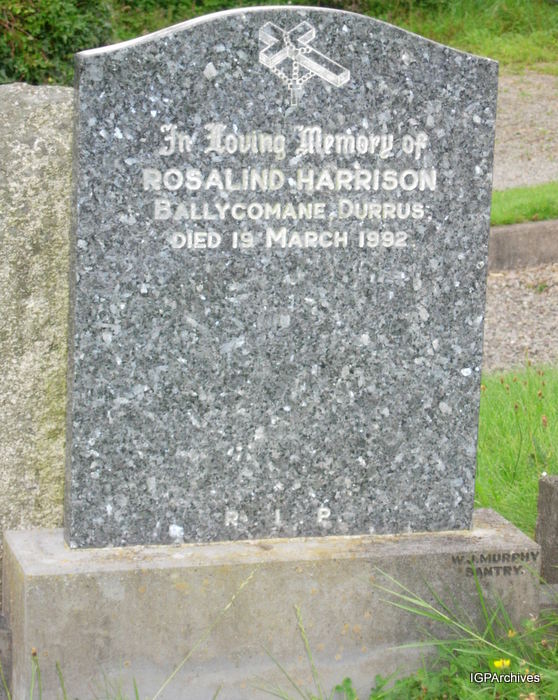 In Loving Memory of
ROSALIND HARRISON
BALLYCOMANE, DURRUS.
DIED 19 MARCH 1992.
R. I. P.
W.J.MURPHY
BANTRY.
IGPArchives